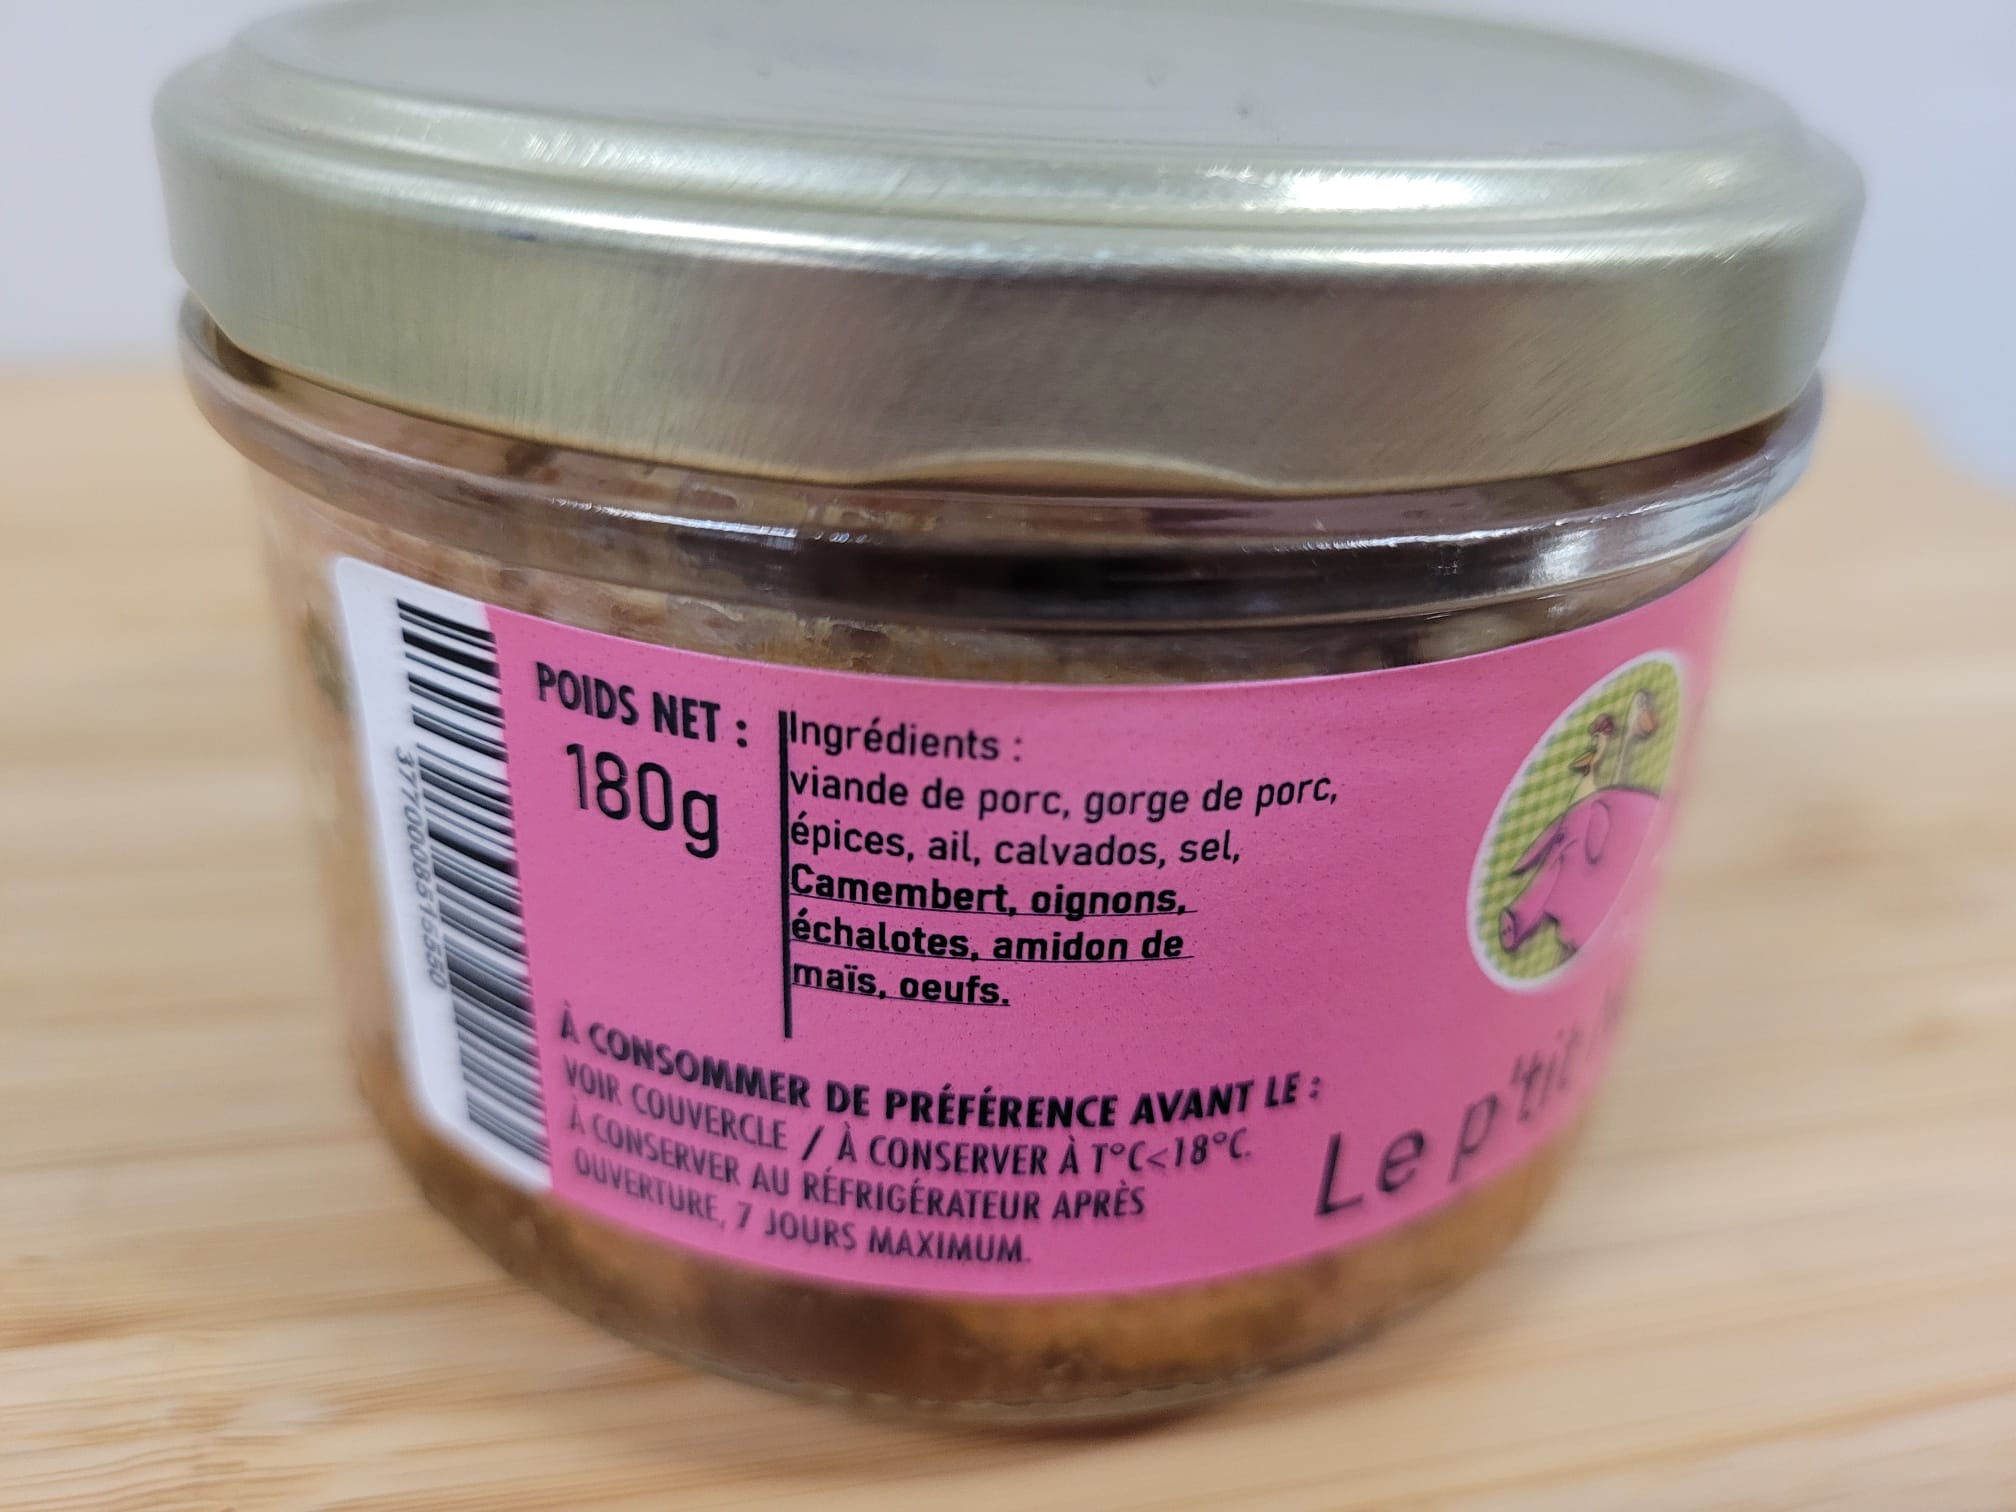 POIDS NET :
180g
Ingrédients :
viande de porc, gorge de porc,
épices, ail, calvados, sel,
Camembert, oignons,
échalotes, amidon de
maïs, oeufs.
À CONSOMMER DE PRÉFÉRENCE AVANT LE :
VOIR COUVERCLE / À CONSERVER À T°C<18°C.
À CONSERVER AU RÉFRIGÉRATEUR APRÈS
OUVERTURE, 7 JOURS MAXIMUM.
Le p'tit